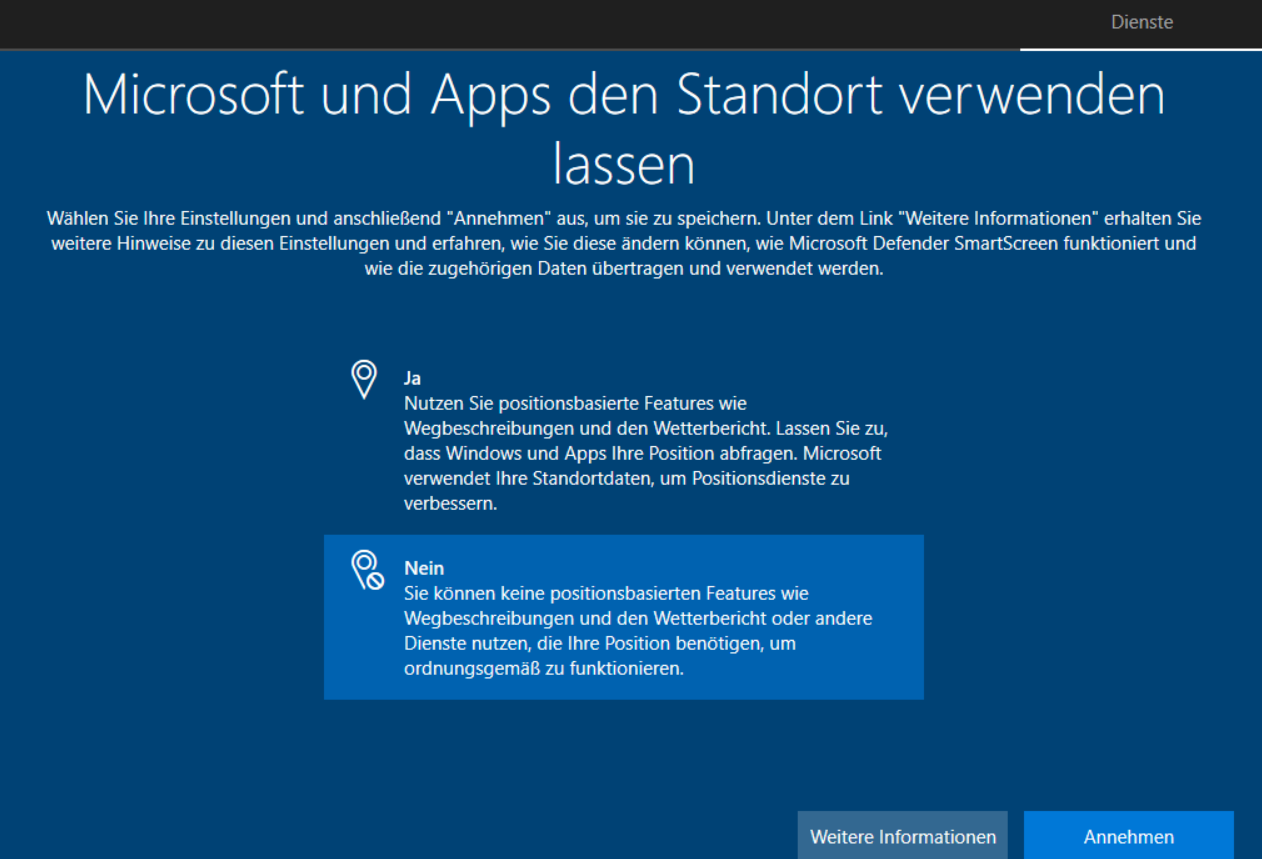 Dienste
Microsoft und Apps den Standort verwenden
lassen
Wählen Sie Ihre Einstellungen und anschließend "Annehmen" aus, um sie zu speichern. Unter dem Link "Weitere Informationen" erhalten Sie
weitere Hinweise zu diesen Einstellungen und erfahren, wie Sie diese ändern können, wie Microsoft Defender SmartScreen funktioniert und
wie die zugehörigen Daten übertragen und verwendet werden.
Ja
Nutzen Sie positionsbasierte Features wie
Wegbeschreibungen und den Wetterbericht. Lassen Sie zu,
dass Windows und Apps Ihre Position abfragen. Microsoft
verwendet Ihre Standortdaten, um Positionsdienste zu
verbessern.
Nein
Sie können keine positionsbasierten Features wie
Wegbeschreibungen und den Wetterbericht oder andere
Dienste nutzen, die Ihre Position benötigen, um
ordnungsgemäß zu funktionieren.
Weitere Informationen
Annehmen